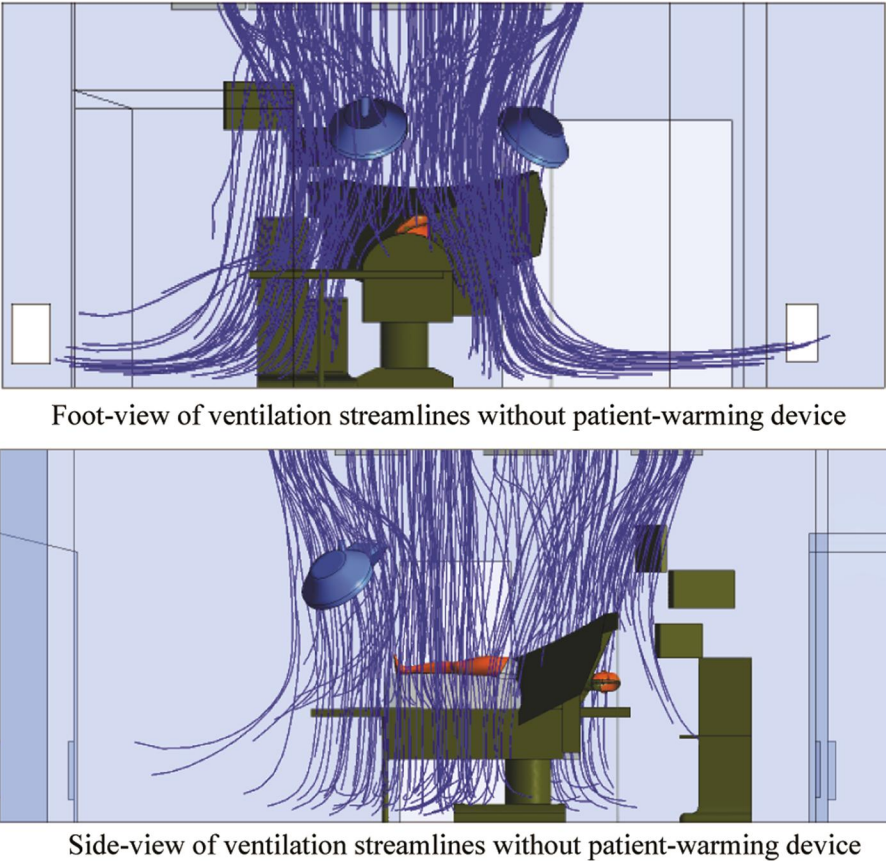 Foot-view of ventilation streamlines without patient-warming device
Side-view of ventilation streamlines without patient-warming device